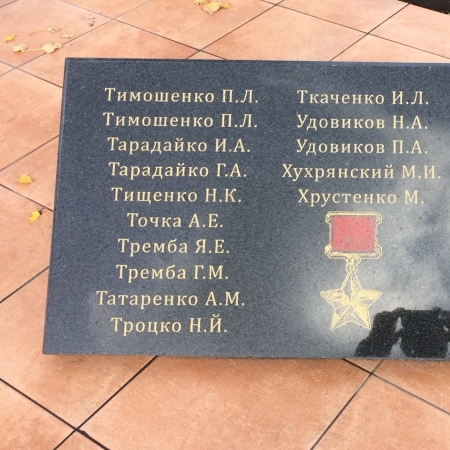 Тимошенко П.Л.
Тимошенко П.Л.
Тарадайко И.А.
Тарадайко Г.А.
Тищенко Н.К.
Точка А.Е.
Тремба Я.Е.
Тремба Г.М.
Татаренко А.М.
Троцко Н.Й.
Ткаченко И.Л.
Удовиков Н.А.
Удовиков П.А.
Хухрянский М.И.
Хрустенко М.